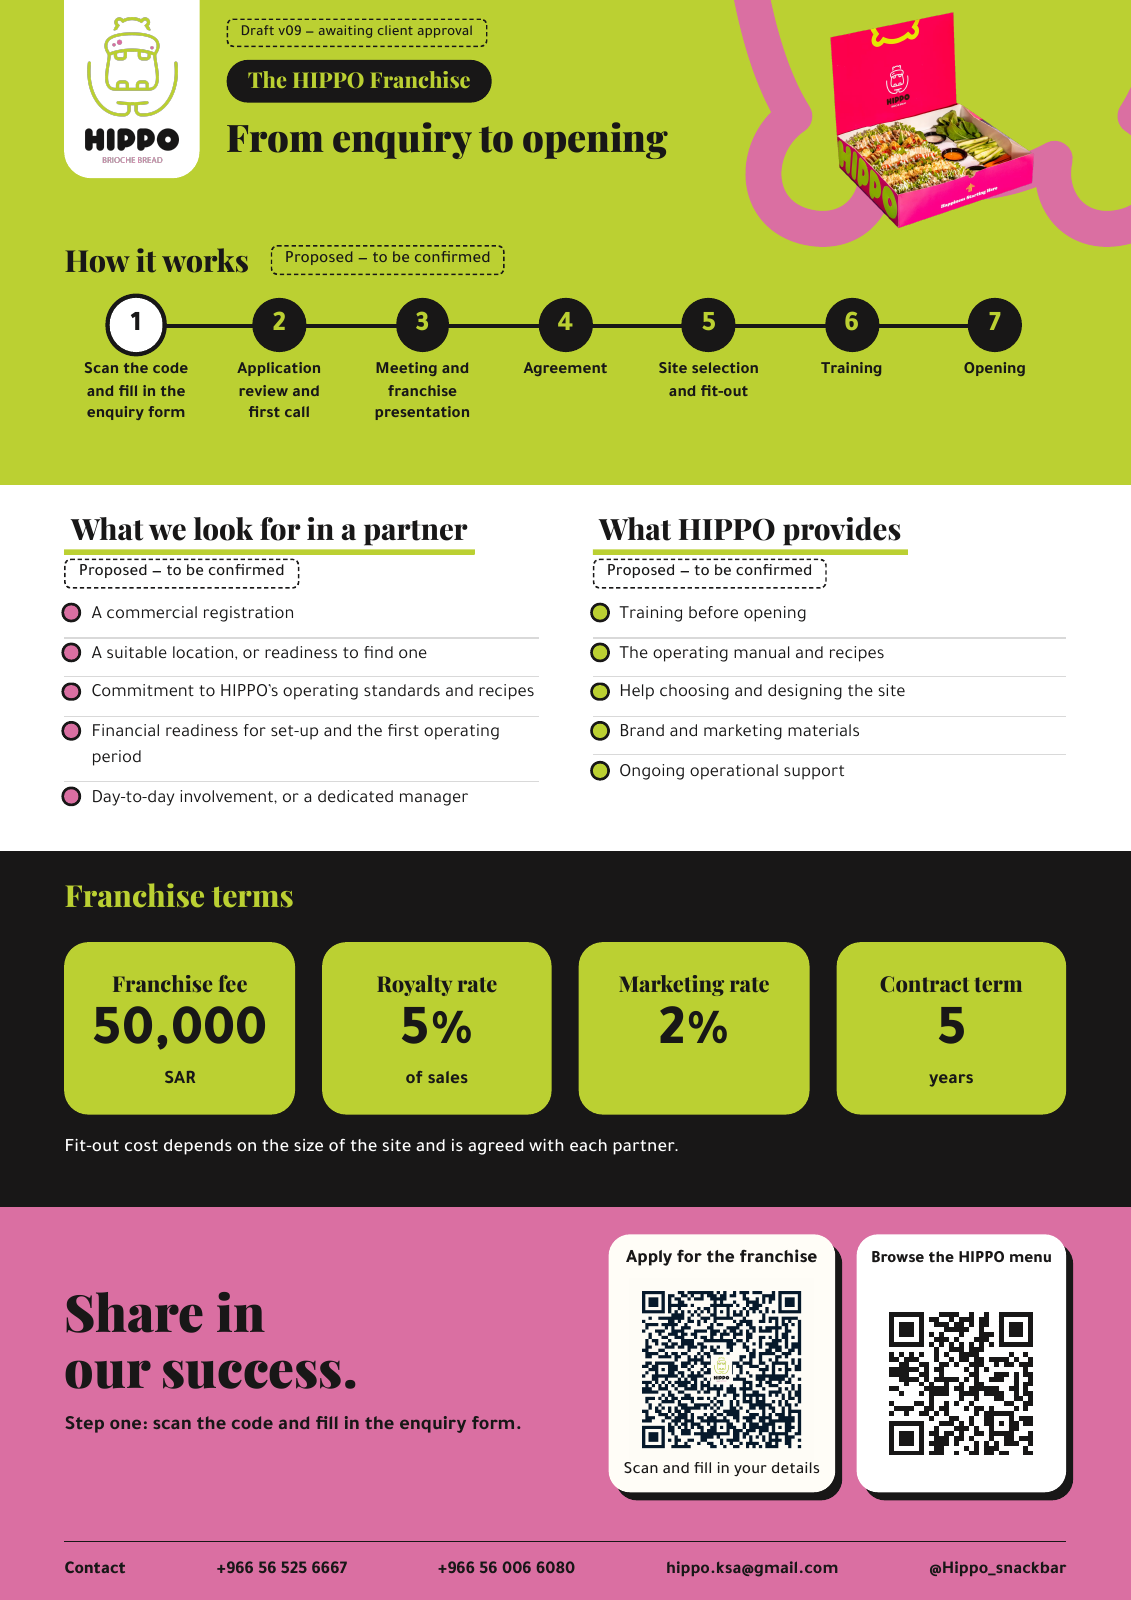 HIPPO
BRIOCHE BREAD
Draft v09 – awaiting client approval
The HIPPO Franchise
From enquiry to opening
HIPPO
HIPPO
Happiness Starting Here
How it works
Proposed – to be confirmed
1
2
3
4
5
6
7
Scan the code
and fill in the
enquiry form
Application
review and
first call
Meeting and
franchise
presentation
Agreement
Site selection
and fit-out
Training
Opening
What we look for in a partner
Proposed – to be confirmed
A commercial registration
A suitable location, or readiness to find one
Commitment to HIPPO's operating standards and recipes
Financial readiness for set-up and the first operating
period
Day-to-day involvement, or a dedicated manager
What HIPPO provides
Proposed – to be confirmed
Training before opening
The operating manual and recipes
Help choosing and designing the site
Brand and marketing materials
Ongoing operational support
Franchise terms
Franchise fee
50,000
SAR
Royalty rate
5%
of sales
Marketing rate
2%
Contract term
5
years
Fit-out cost depends on the size of the site and is agreed with each partner.
Share in
our success.
Step one: scan the code and fill in the enquiry form.
Apply for the franchise
HIPPO
Scan and fill in your details
Browse the HIPPO menu
Contact
+966 56 525 6667
+966 56 006 6080
hippo.ksa@gmail.com
@Hippo_snackbar